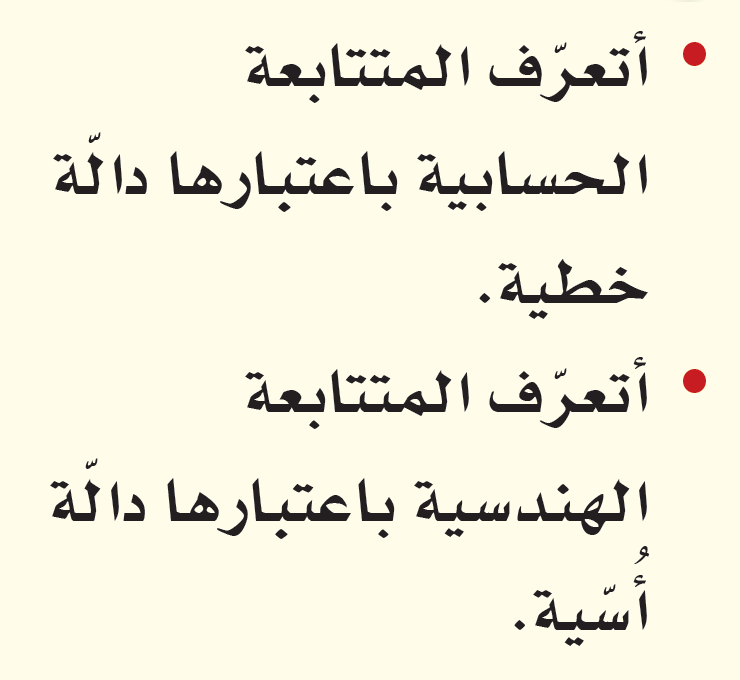 • أتعرّف المتتابعة
الحسابية باعتبارها دالّة
خطية.
• أتعرّف المتتابعة
الهندسية باعتبارها دالّة
أُسّية.